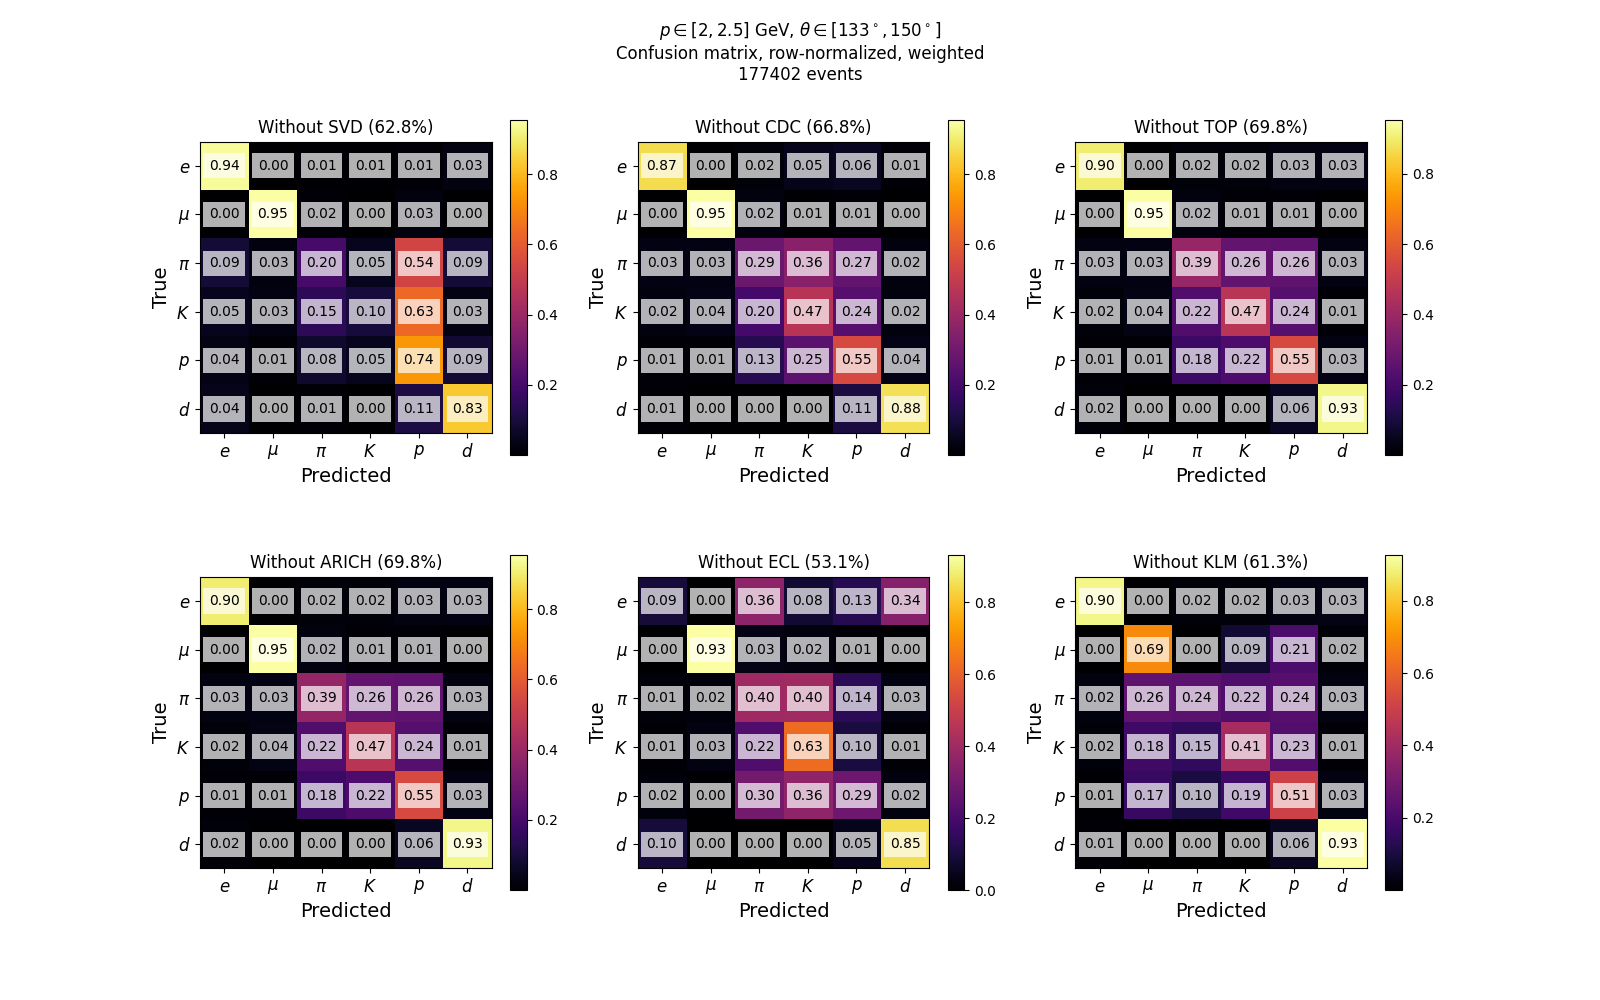 p ∈ [2, 2.5] GeV, θ ∈ [133°, 150°]
Confusion matrix, row-normalized, weighted
177402 events
Without SVD (62.8%)
e 0.94 0.00 0.01 0.01 0.01 0.03
μ 0.00 0.95 0.02 0.00 0.03 0.00
π 0.09 0.03 0.20 0.05 0.54 0.09
K 0.05 0.03 0.15 0.10 0.63 0.03
p 0.04 0.01 0.08 0.05 0.74 0.09
d 0.04 0.00 0.01 0.00 0.11 0.83
e μ π K p d
Predicted
True
0.8
0.6
0.4
0.2
Without CDC (66.8%)
e 0.87 0.00 0.02 0.05 0.06 0.01
μ 0.00 0.95 0.02 0.01 0.01 0.00
π 0.03 0.03 0.29 0.36 0.27 0.02
K 0.02 0.04 0.20 0.47 0.24 0.02
p 0.01 0.01 0.13 0.25 0.55 0.04
d 0.01 0.00 0.00 0.00 0.11 0.88
e μ π K p d
Predicted
True
0.8
0.6
0.4
0.2
Without TOP (69.8%)
e 0.90 0.00 0.02 0.02 0.03 0.03
μ 0.00 0.95 0.02 0.01 0.01 0.00
π 0.03 0.03 0.39 0.26 0.26 0.03
K 0.02 0.04 0.22 0.47 0.24 0.01
p 0.01 0.01 0.18 0.22 0.55 0.03
d 0.02 0.00 0.00 0.00 0.06 0.93
e μ π K p d
Predicted
True
0.8
0.6
0.4
0.2
Without ARICH (69.8%)
e 0.90 0.00 0.02 0.02 0.03 0.03
μ 0.00 0.95 0.02 0.01 0.01 0.00
π 0.03 0.03 0.39 0.26 0.26 0.03
K 0.02 0.04 0.22 0.47 0.24 0.01
p 0.01 0.01 0.18 0.22 0.55 0.03
d 0.02 0.00 0.00 0.00 0.06 0.93
e μ π K p d
Predicted
True
0.8
0.6
0.4
0.2
Without ECL (53.1%)
e 0.09 0.00 0.36 0.08 0.13 0.34
μ 0.00 0.93 0.03 0.02 0.01 0.00
π 0.01 0.02 0.40 0.40 0.14 0.03
K 0.01 0.03 0.22 0.63 0.10 0.01
p 0.02 0.00 0.30 0.36 0.29 0.02
d 0.10 0.00 0.00 0.00 0.05 0.85
e μ π K p d
Predicted
True
0.8
0.6
0.4
0.2
0.0
Without KLM (61.3%)
e 0.90 0.00 0.02 0.02 0.03 0.03
μ 0.00 0.69 0.00 0.09 0.21 0.02
π 0.02 0.26 0.24 0.22 0.24 0.03
K 0.02 0.18 0.15 0.41 0.23 0.01
p 0.01 0.17 0.10 0.19 0.51 0.03
d 0.01 0.00 0.00 0.00 0.06 0.93
e μ π K p d
Predicted
True
0.8
0.6
0.4
0.2